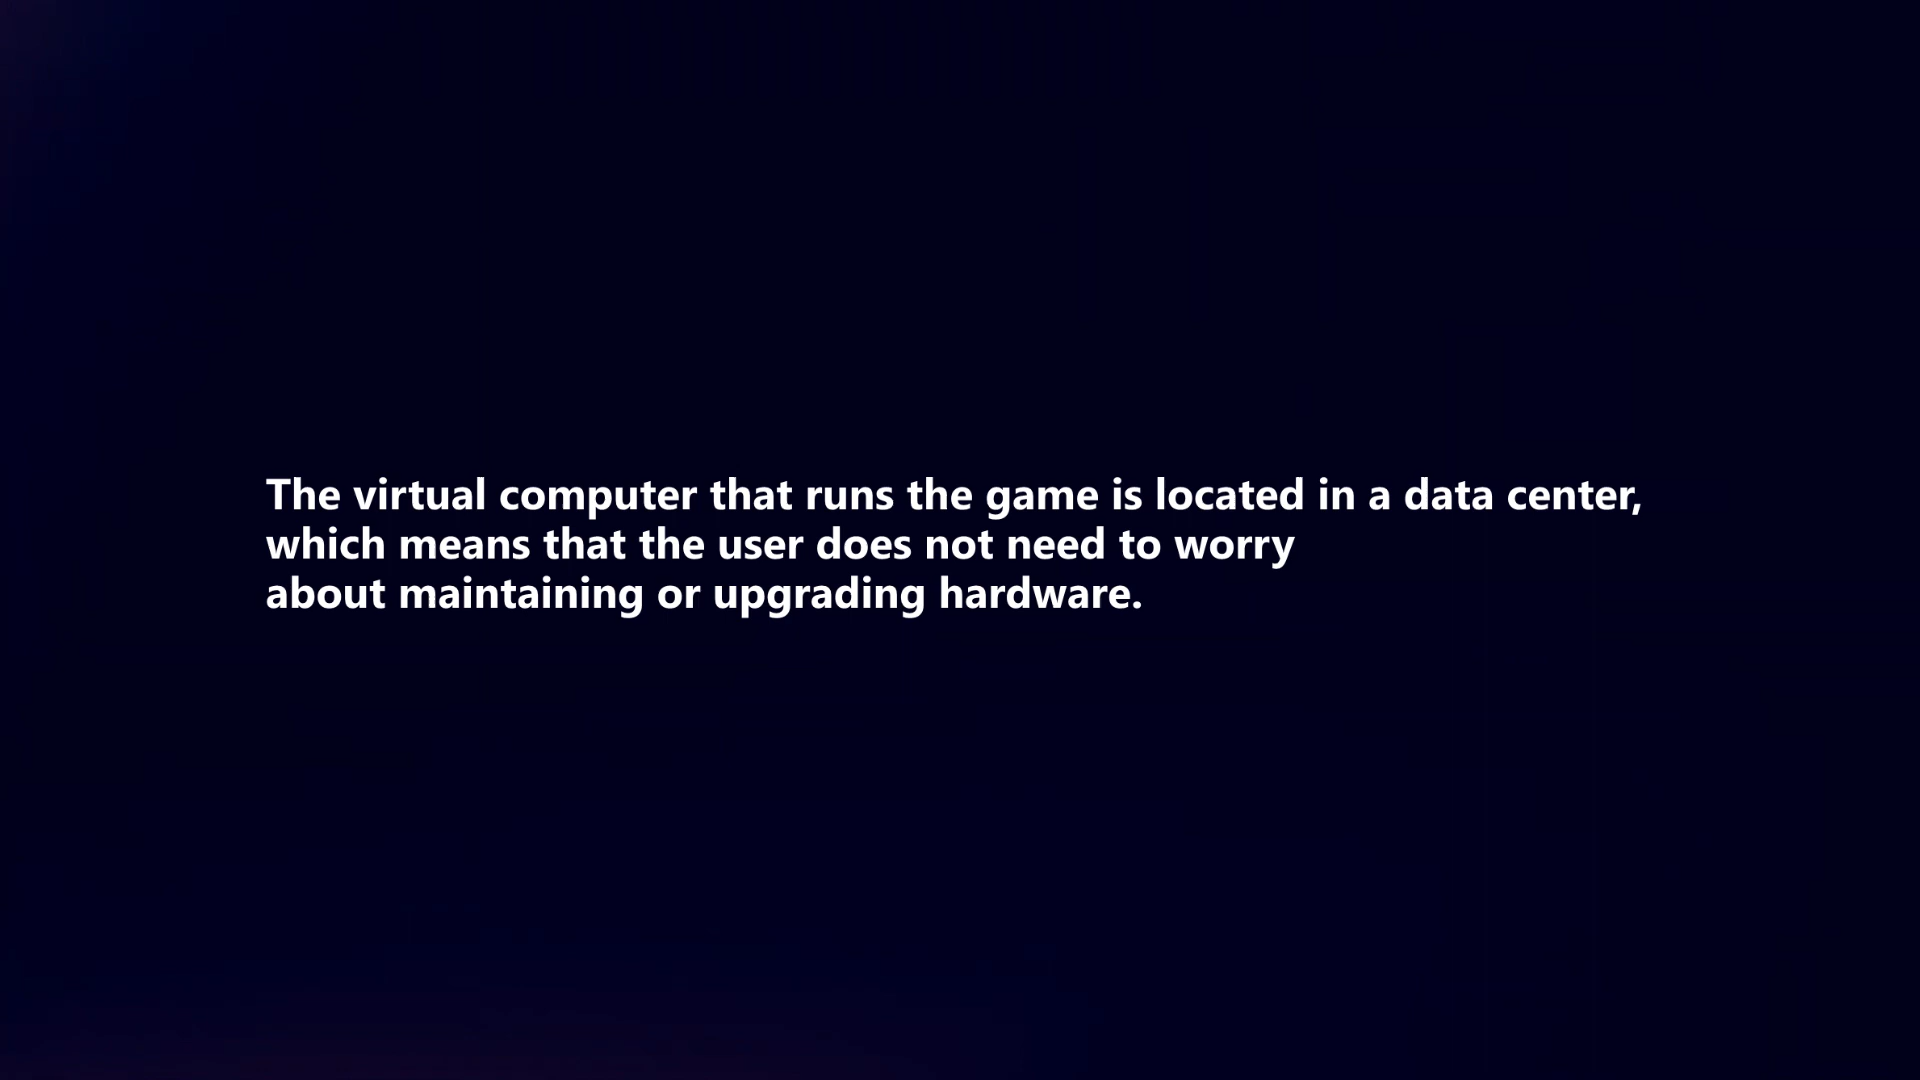 The virtual computer that runs the game is located in a data center,
which means that the user does not need to worry
about maintaining or upgrading hardware.